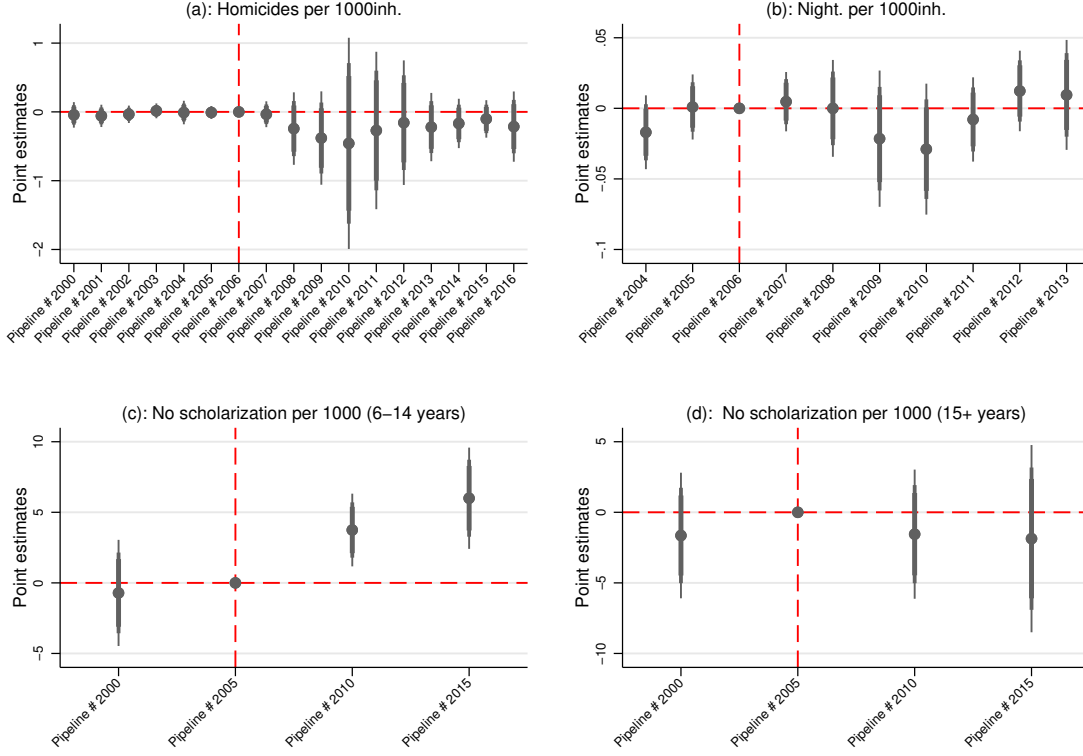 (a): Homicides per 1000inh.
Point estimates
1
0
−1
−2
Pipeline # 2000
Pipeline # 2001
Pipeline # 2002
Pipeline # 2003
Pipeline # 2004
Pipeline # 2005
Pipeline # 2006
Pipeline # 2007
Pipeline # 2008
Pipeline # 2009
Pipeline # 2010
Pipeline # 2011
Pipeline # 2012
Pipeline # 2013
Pipeline # 2014
Pipeline # 2015
Pipeline # 2016
(b): Night. per 1000inh.
Point estimates
.05
0
−.05
−.1
Pipeline # 2004
Pipeline # 2005
Pipeline # 2006
Pipeline # 2007
Pipeline # 2008
Pipeline # 2009
Pipeline # 2010
Pipeline # 2011
Pipeline # 2012
Pipeline # 2013
(c): No scholarization per 1000 (6−14 years)
Point estimates
10
5
0
−5
Pipeline # 2000
Pipeline # 2005
Pipeline # 2010
Pipeline # 2015
(d): No scholarization per 1000 (15+ years)
Point estimates
5
0
−5
−10
Pipeline # 2000
Pipeline # 2005
Pipeline # 2010
Pipeline # 2015